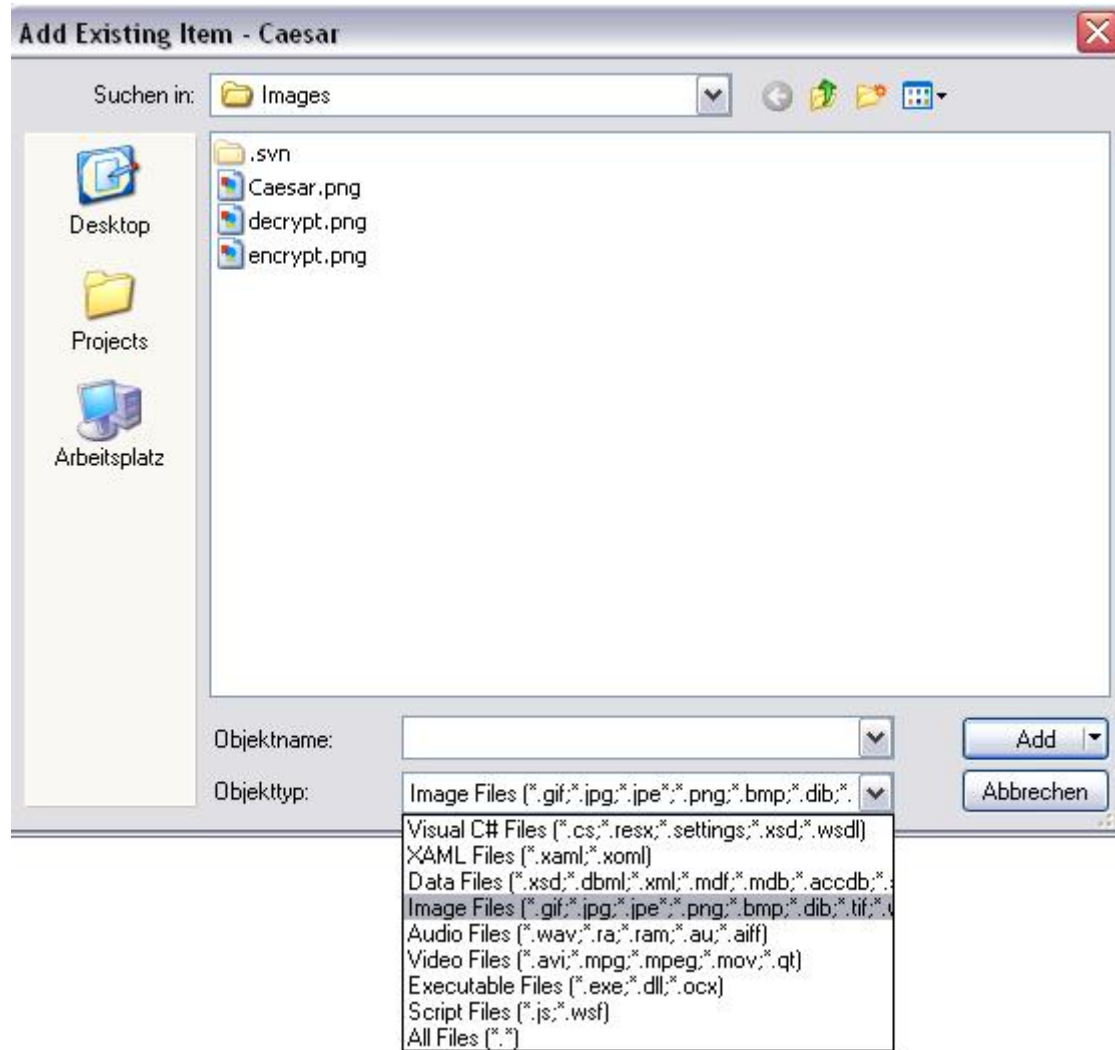 Add Existing Item - Caesar
Suchen in: Images
.svn
Caesar.png
decrypt.png
encrypt.png
Desktop
Projects
Arbeitsplatz
Objektname: Add
Objekttyp: Image Files (*.gif;*.jpg;*.jpe*;*.png;*.bmp;*.dib;*. Abbrechen
Visual C# Files (*.cs;*.resx;*.settings;*.xsd;*.wsdl)
XAML Files (*.xaml;*.xoml)
Data Files (*.xsd;*.dbml;*.xml;*.mdf;*.mdb;*.accdb;*.
Image Files (*.gif;*.jpg;*.jpe*;*.png;*.bmp;*.dib;*.tif;*.
Audio Files (*.wav;*.ra;*.ram;*.au;*.aiff)
Video Files (*.avi;*.mpg;*.mpeg;*.mov;*.qt)
Executable Files (*.exe;*.dll;*.ocx)
Script Files (*.js;*.wsf)
All Files (*.*)